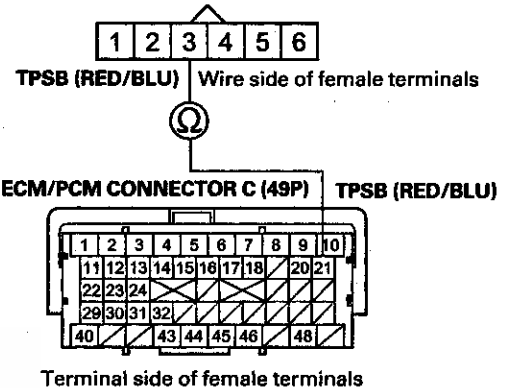 1 2 3 4 5 6
TPSB (RED/BLU) Wire side of female terminals
Ω
ECM/PCM CONNECTOR C (49P) TPSB (RED/BLU)
1 2 3 4 5 6 7 8 9 10
11 12 13 14 15 16 17 18 20 21
22 23 24
29 30 31 32
40 43 44 45 46 48
Terminal side of female terminals